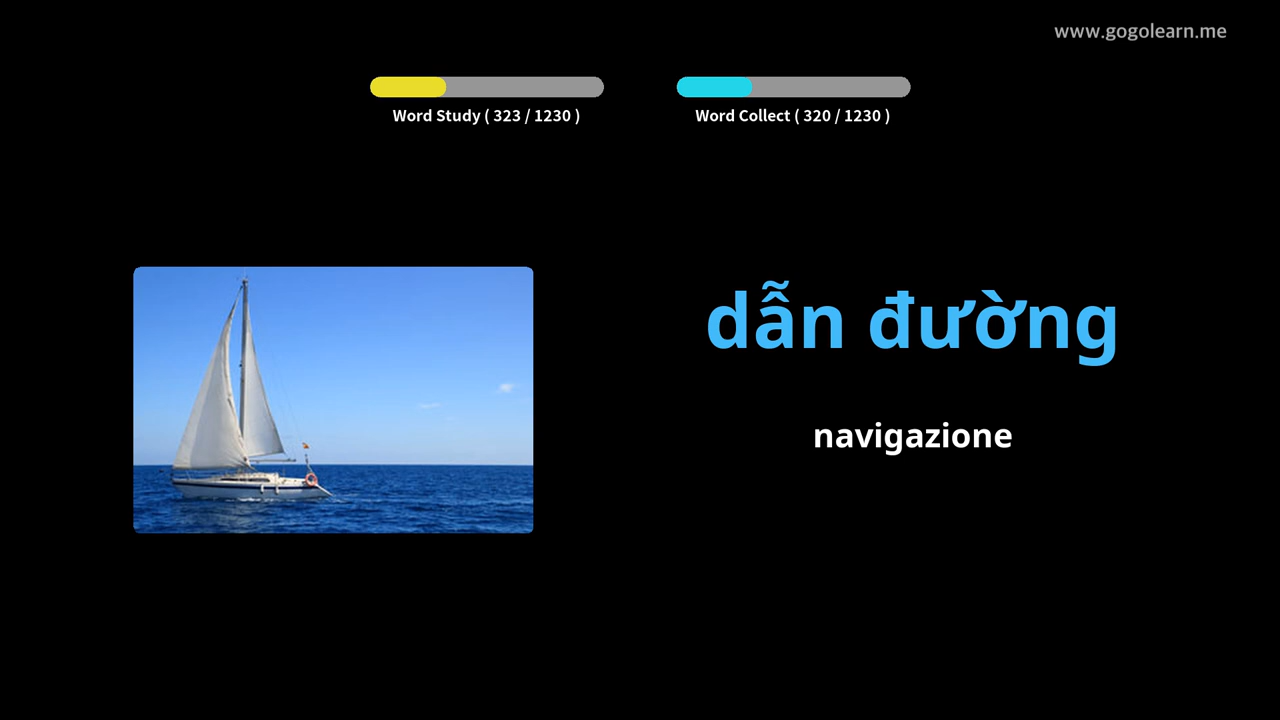 www.gogolearn.me
Word Study ( 323 / 1230 )
Word Collect ( 320 / 1230 )
dẫn đường
navigazione